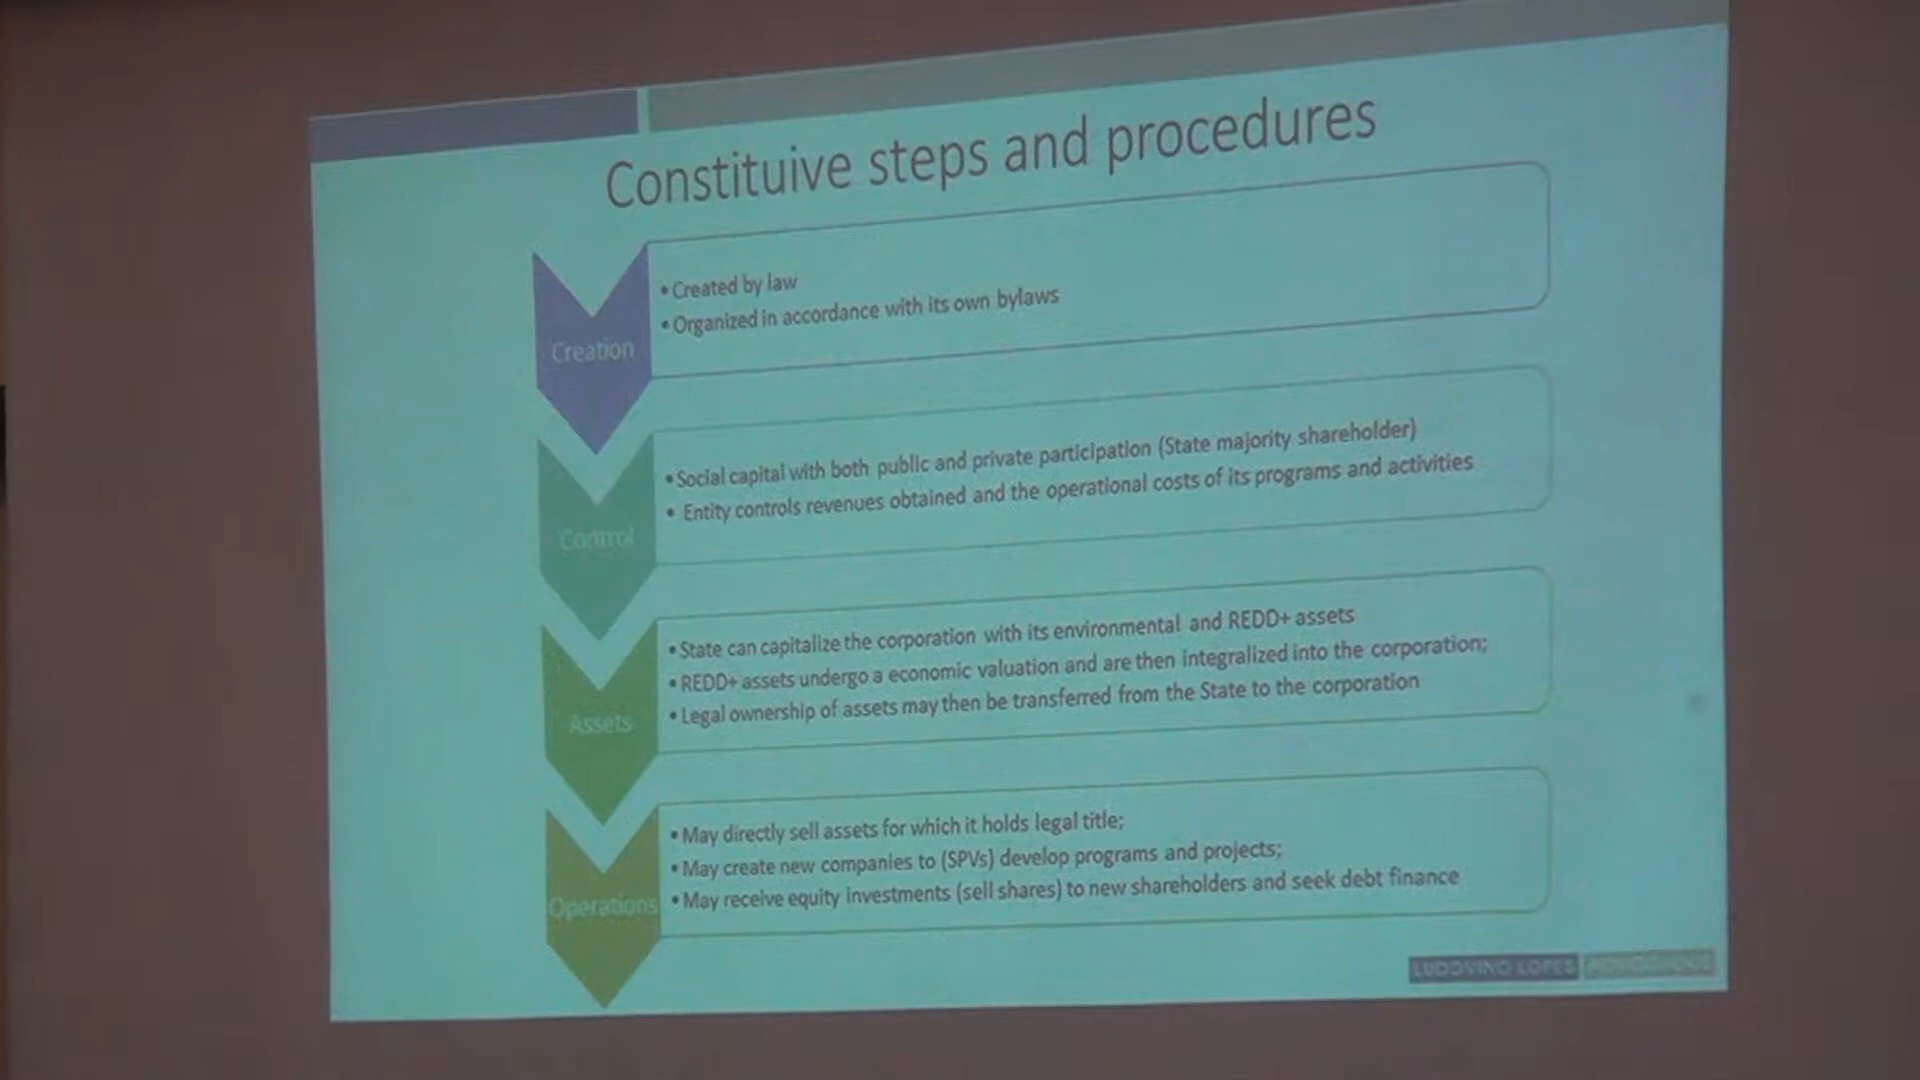 Constituive steps and procedures
Creation
• Created by law
• Organized in accordance with its own bylaws
Control
• Social capital with both public and private participation (State majority shareholder)
• Entity controls revenues obtained and the operational costs of its programs and activities
Assets
• State can capitalize the corporation with its environmental and REDD+ assets
• REDD+ assets undergo a economic valuation and are then integralized into the corporation;
• Legal ownership of assets may then be transferred from the State to the corporation
Operations
• May directly sell assets for which it holds legal title;
• May create new companies to (SPVs) develop programs and projects;
• May receive equity investments (sell shares) to new shareholders and seek debt finance
LUDOVINO LOPES